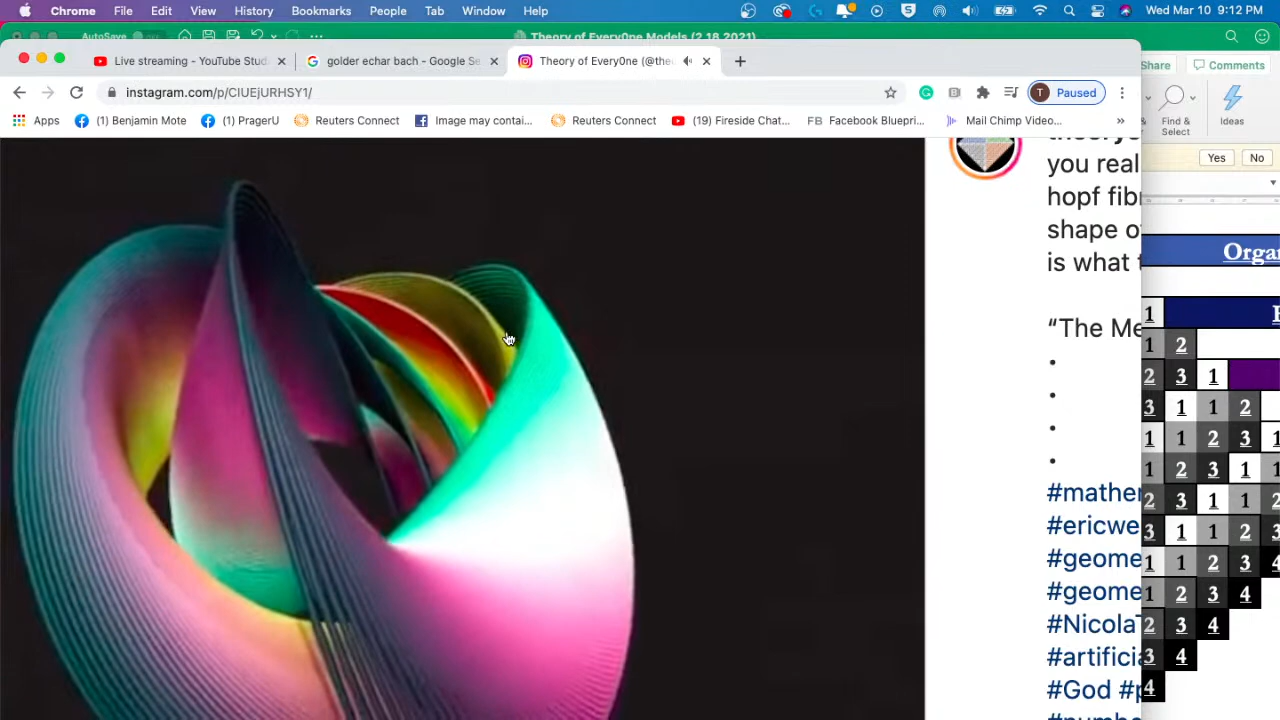 Chrome File Edit View History Bookmarks People Tab Window Help Wed Mar 10 9:12 PM
AutoSave Theory of Every0ne Models (2.18.2021)
Live streaming - YouTube Stud
golder echar bach - Google Se
Theory of Every0ne (@the
instagram.com/p/CIUEjURHSY1/
T Paused
Share Comments
Apps (1) Benjamin Mote (1) PragerU Reuters Connect Image may contai... Reuters Connect (19) Fireside Chat... FB Facebook Bluepri... Mail Chimp Video... »
Find &
Select
Ideas
Yes No
you real
hopf fib
shape o
is what t
"The Me
#mather
#ericwe
#geome
#geome
#NicolaT
#artificia
#God #p
Orga
1
1 2
2 3 1
3 1 1 2
1 1 2 3 1
1 2 3 1 1
2 3 1 1 2
3 1 1 2 3
1 1 2 3 4
1 2 3 4
2 3 4
3 4
4